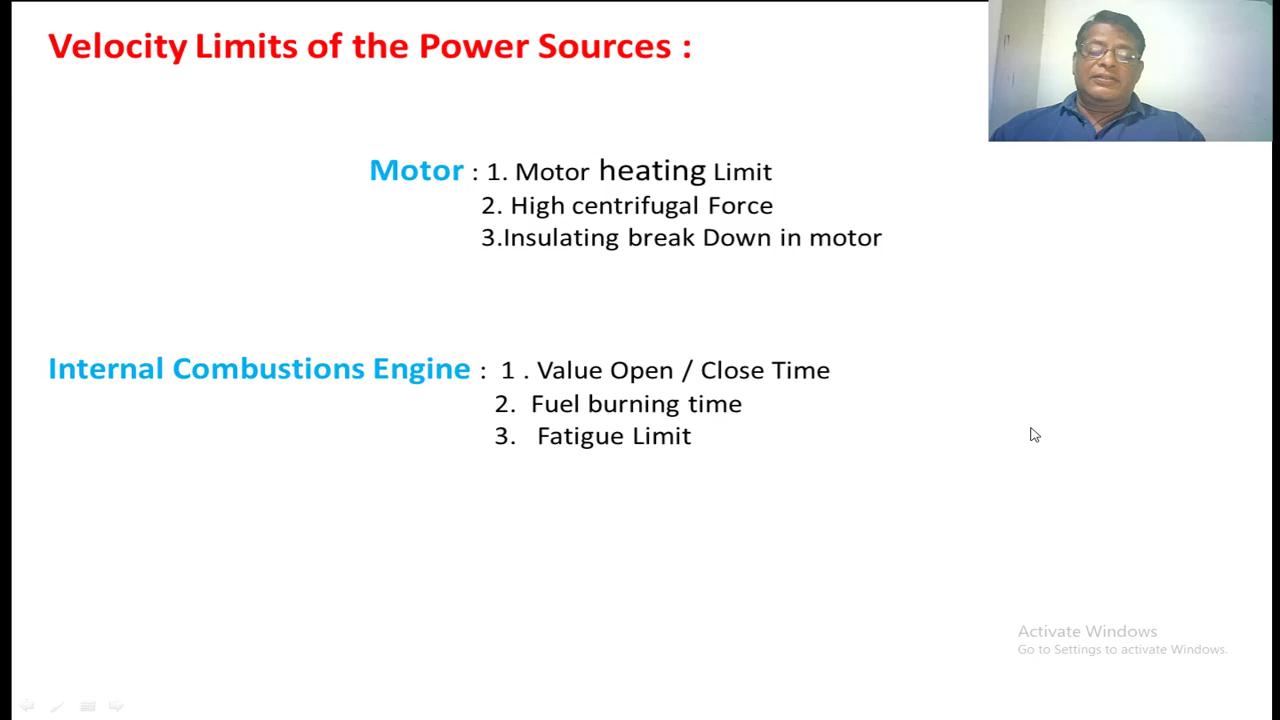 Velocity Limits of the Power Sources :
Motor : 1. Motor heating Limit
2. High centrifugal Force
3.Insulating break Down in motor
Internal Combustions Engine : 1 . Value Open / Close Time
2. Fuel burning time
3. Fatigue Limit
Activate Windows
Go to Settings to activate Windows.